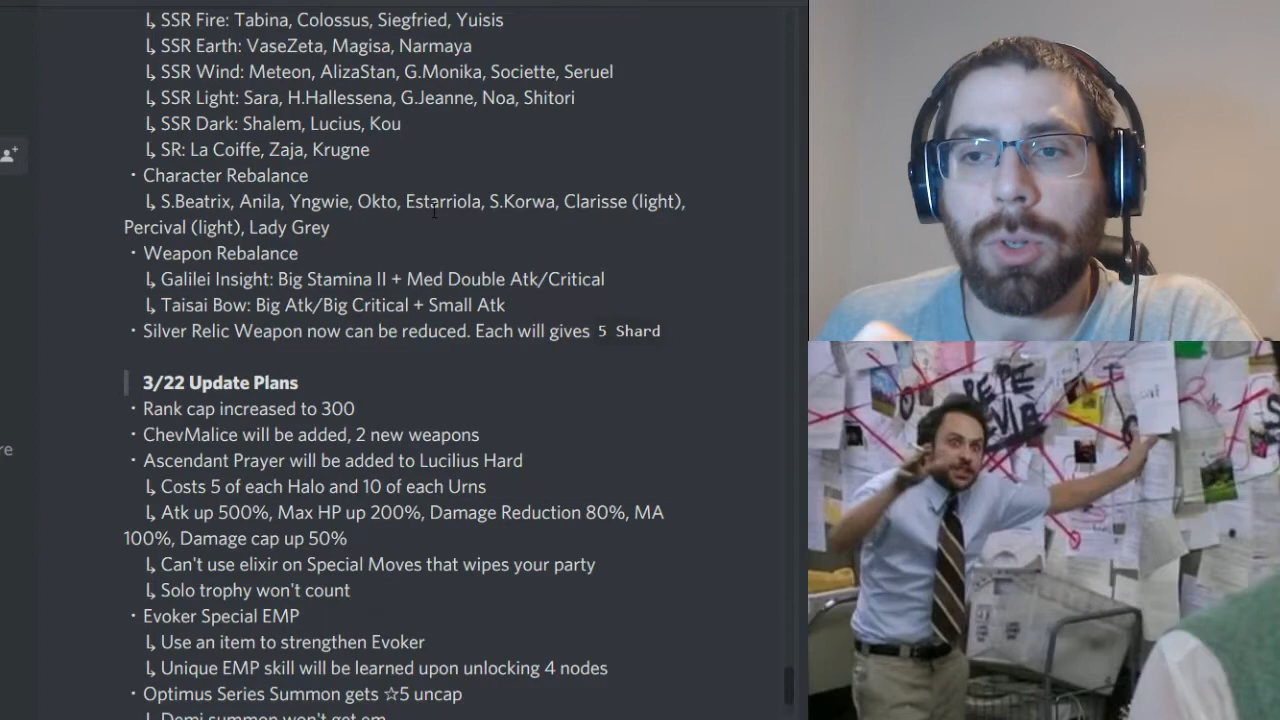 ↳ SSR Fire: Tabina, Colossus, Siegfried, Yuisis
↳ SSR Earth: VaseZeta, Magisa, Narmaya
↳ SSR Wind: Meteon, AlizaStan, G.Monika, Societte, Seruel
↳ SSR Light: Sara, H.Hallessena, G.Jeanne, Noa, Shitori
↳ SSR Dark: Shalem, Lucius, Kou
↳ SR: La Coiffe, Zaja, Krugne
・Character Rebalance
↳ S.Beatrix, Anila, Yngwie, Okto, Estarriola, S.Korwa, Clarisse (light),
Percival (light), Lady Grey
・Weapon Rebalance
↳ Galilei Insight: Big Stamina II + Med Double Atk/Critical
↳ Taisai Bow: Big Atk/Big Critical + Small Atk
・Silver Relic Weapon now can be reduced. Each will gives 5 Shard
3/22 Update Plans
・Rank cap increased to 300
・ChevMalice will be added, 2 new weapons
・Ascendant Prayer will be added to Lucilius Hard
↳ Costs 5 of each Halo and 10 of each Urns
↳ Atk up 500%, Max HP up 200%, Damage Reduction 80%, MA
100%, Damage cap up 50%
↳ Can't use elixir on Special Moves that wipes your party
↳ Solo trophy won't count
・Evoker Special EMP
↳ Use an item to strengthen Evoker
↳ Unique EMP skill will be learned upon unlocking 4 nodes
・Optimus Series Summon gets ☆5 uncap
↳ Demi summon won't get em
re
PEPE
SILVIA